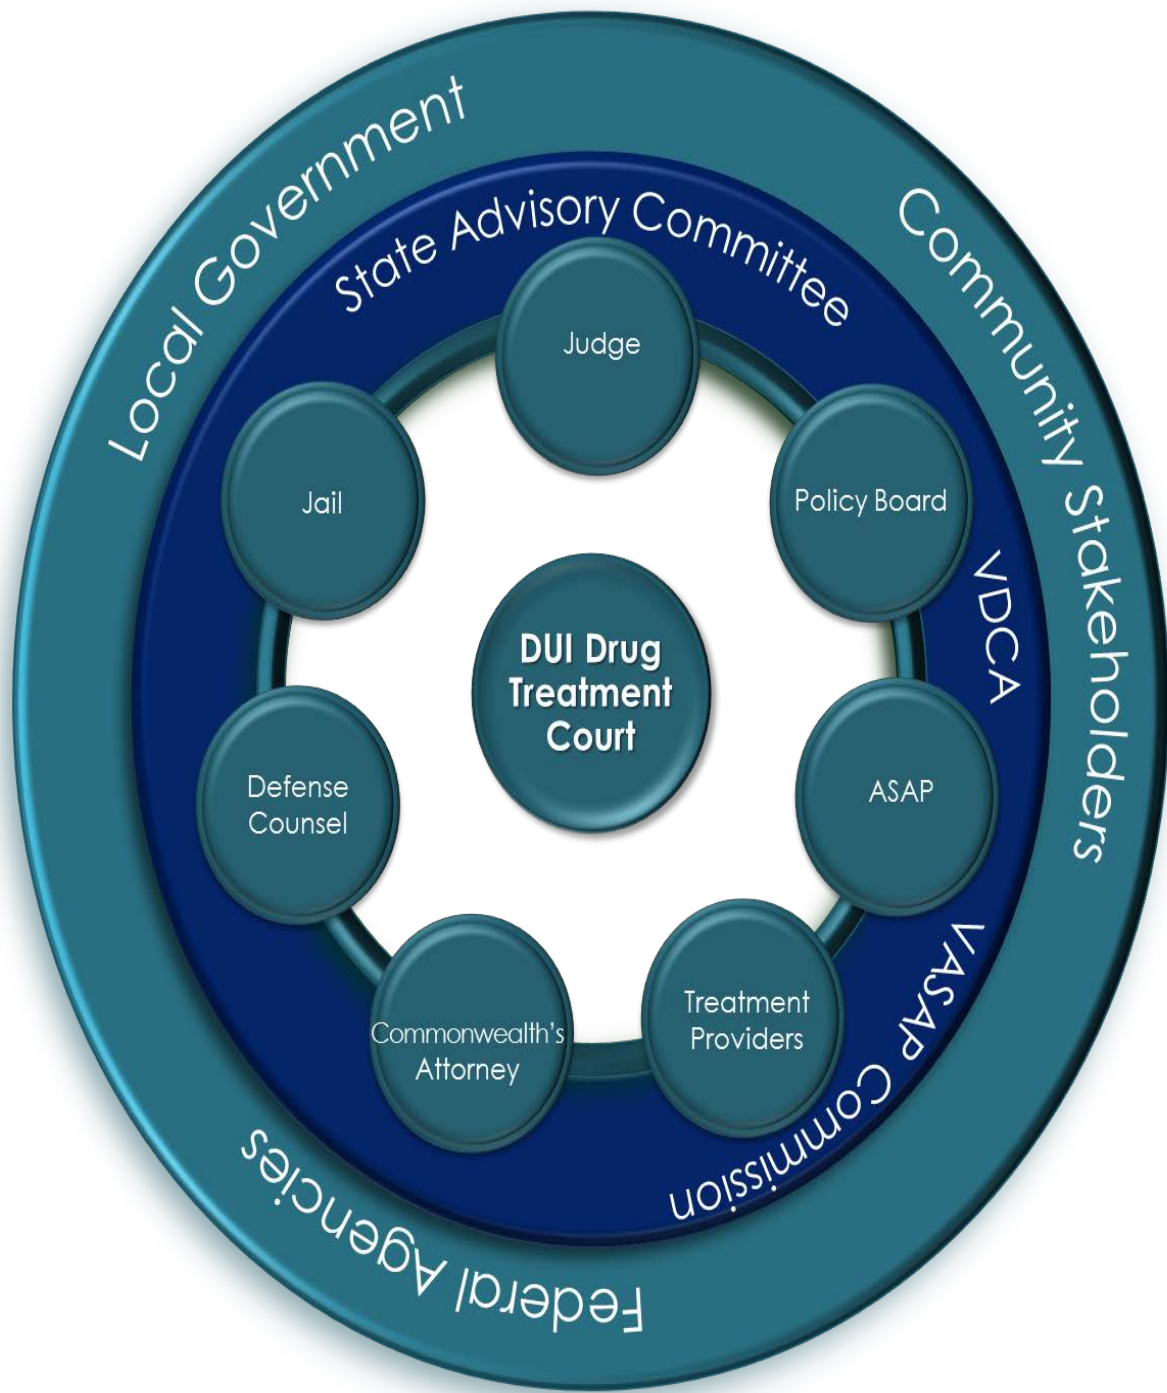 Local Government
Community Stakeholders
Federal Agencies
State Advisory Committee
VDCA
VASAP Commission
Judge
Policy Board
ASAP
Treatment
Providers
Commonwealth's
Attorney
Defense
Counsel
Jail
DUI Drug
Treatment
Court